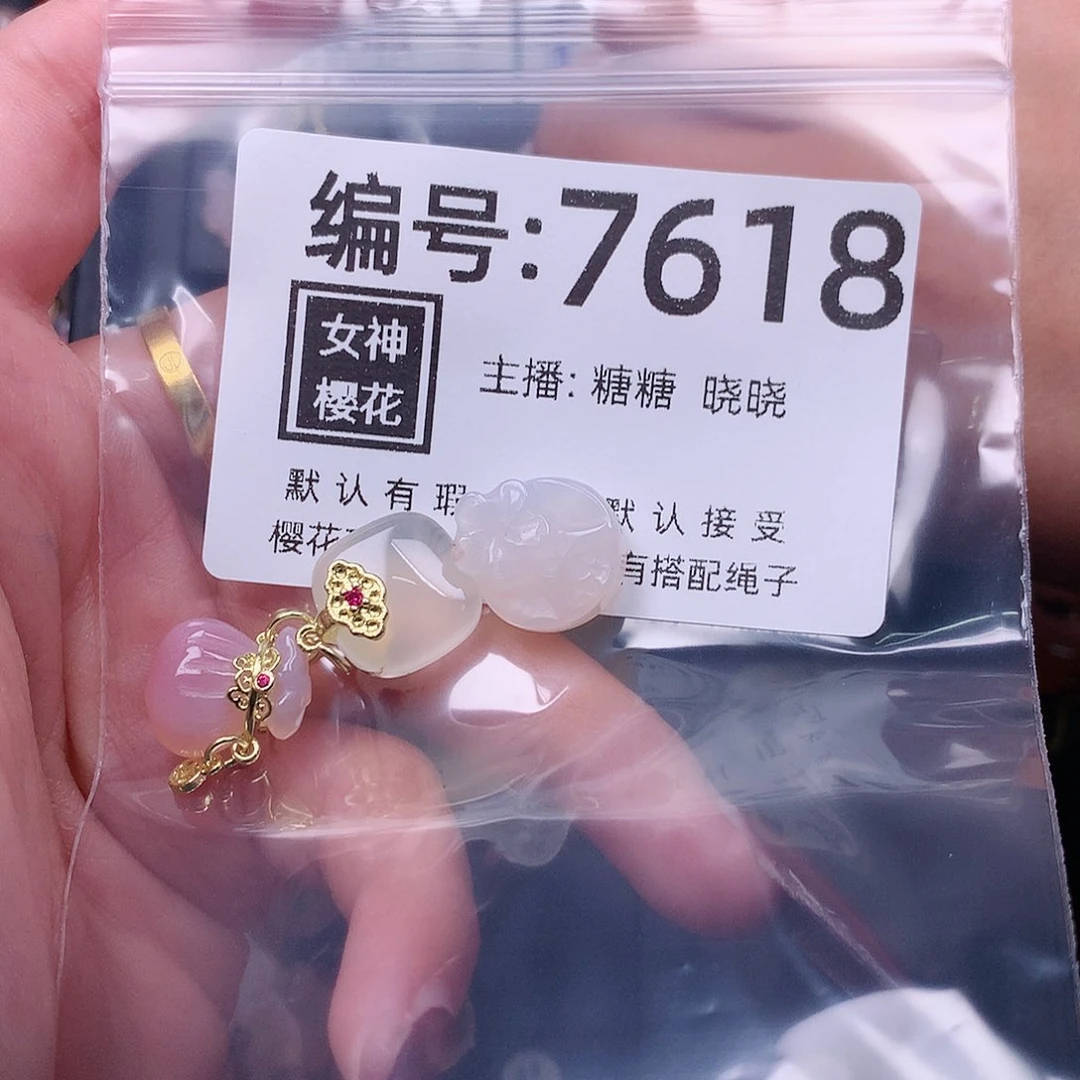 编号:7618
女神
樱花
主播: 糖糖 晓晓
默认有瑕 默认接受
樱花 有搭配绳子